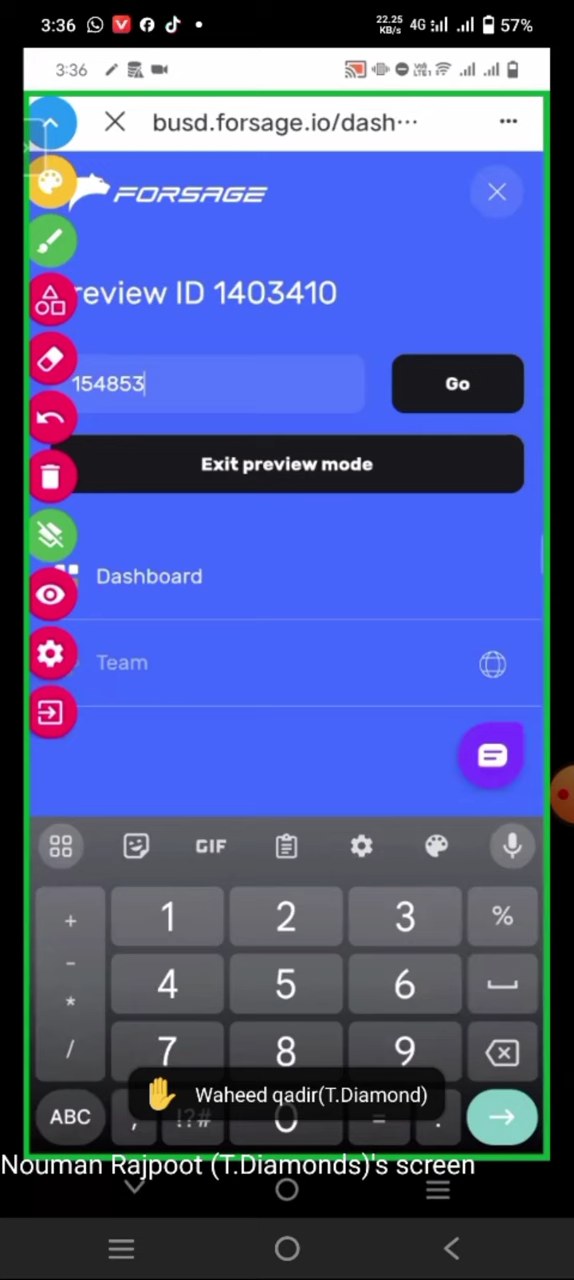 3:36
22.25 KB/s 4G 57%
3:36
busd.forsage.io/dash···
FORSAGE
review ID 1403410
154853
Go
Exit preview mode
Dashboard
Team
GIF
+ 1 2 3 %
- 4 5 6
*
/ 7 8 9
Waheed qadir(T.Diamond)
ABC , !?# 0 = .
Nouman Rajpoot (T.Diamonds)'s screen